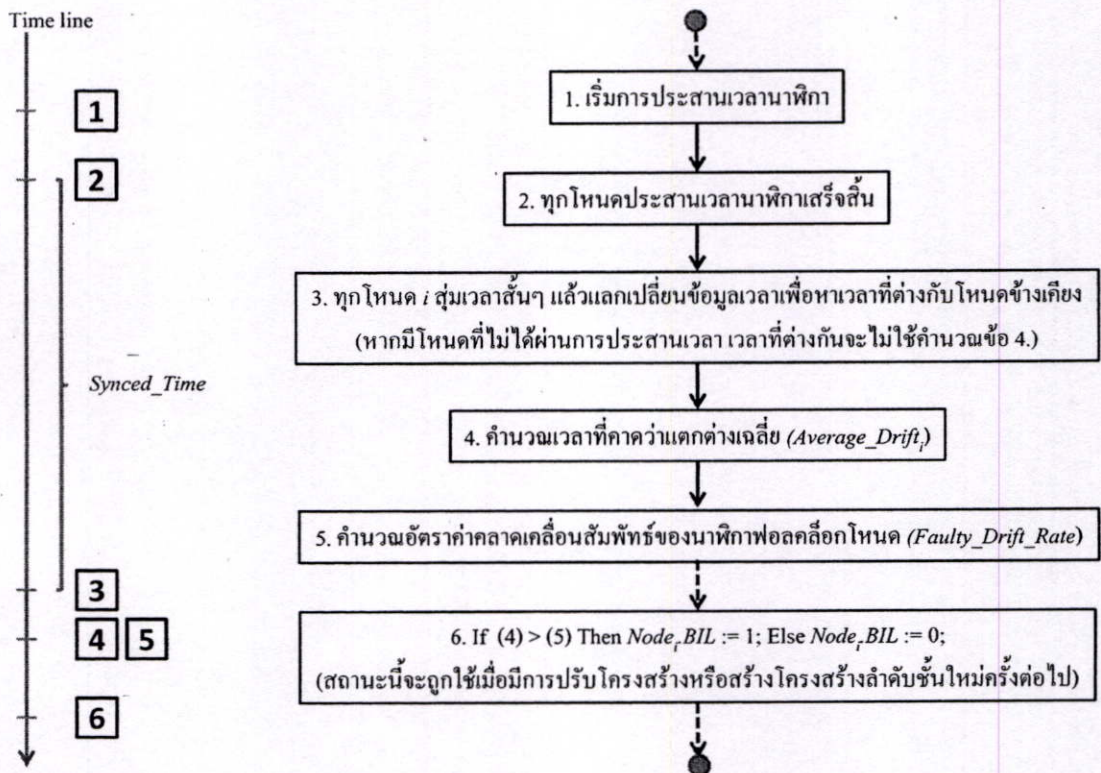 Time line
1
2
Synced_Time
3
4 5
6
1. เริ่มการประสานเวลานาฬิกา
2. ทุกโหนดประสานเวลานาฬิกาเสร็จสิ้น
3. ทุกโหนด i สุ่มเวลาสั้นๆ แล้วแลกเปลี่ยนข้อมูลเวลาเพื่อหาเวลาที่ต่างกับโหนดข้างเคียง
(หากมีโหนดที่ไม่ได้ผ่านการประสานเวลา เวลาที่ต่างกันจะไม่ใช้คำนวณข้อ 4.)
4. คำนวณเวลาที่คาดว่าแตกต่างเฉลี่ย (Average_Drift_i)
5. คำนวณอัตราค่าคลาดเคลื่อนสัมพัทธ์ของนาฬิกาฟอลคล็อกโหนด (Faulty_Drift_Rate)
6. If (4) > (5) Then Node_i.BIL := 1; Else Node_i.BIL := 0;
(สถานะนี้จะถูกใช้เมื่อมีการปรับโครงสร้างหรือสร้างโครงสร้างลำดับชั้นใหม่ครั้งต่อไป)